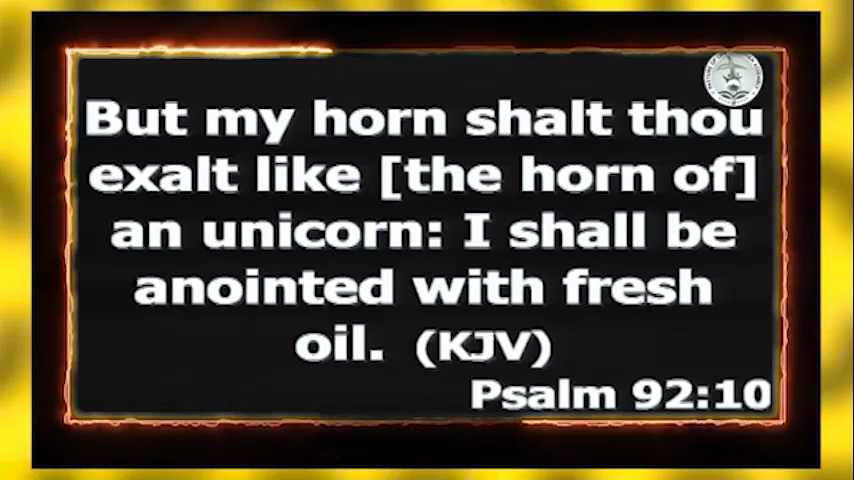 But my horn shalt thou
exalt like [the horn of]
an unicorn: I shall be
anointed with fresh
oil. (KJV)
Psalm 92:10